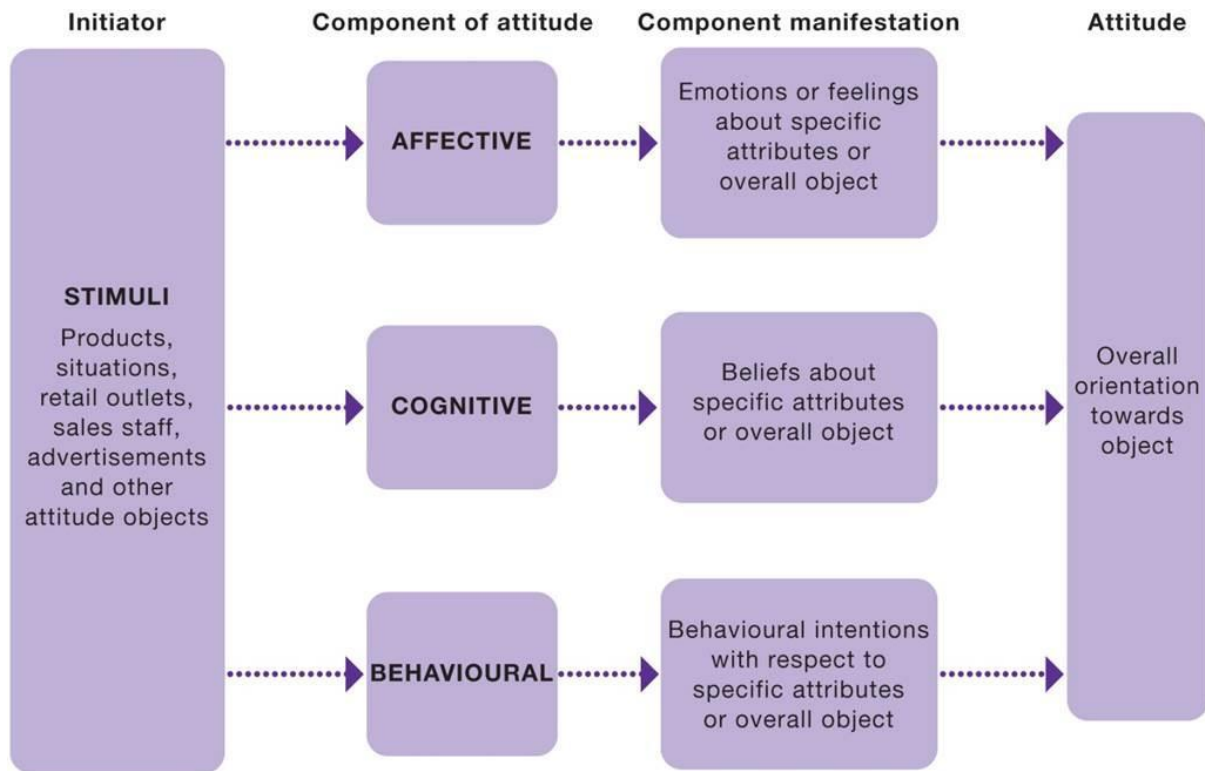 Initiator
Component of attitude
Component manifestation
Attitude
STIMULI
Products,
situations,
retail outlets,
sales staff,
advertisements
and other
attitude objects
AFFECTIVE
Emotions or feelings
about specific
attributes or
overall object
COGNITIVE
Beliefs about
specific attributes
or overall object
BEHAVIOURAL
Behavioural intentions
with respect to
specific attributes
or overall object
Overall
orientation
towards
object